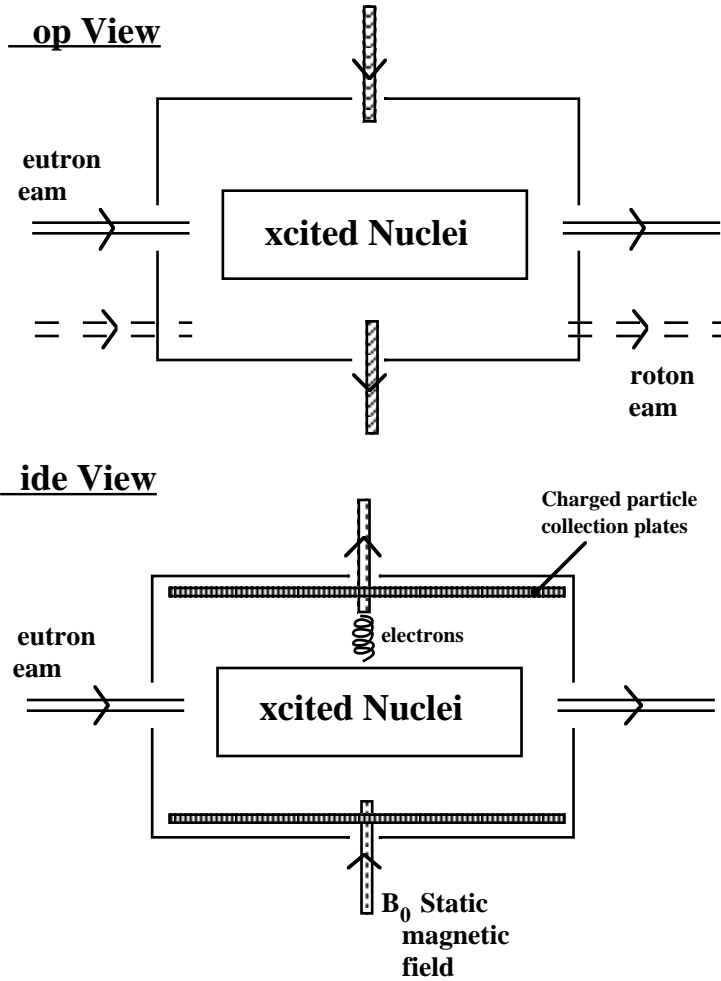 op View
eutron
eam
xcited Nuclei
roton
eam
ide View
Charged particle
collection plates
eutron
eam
electrons
xcited Nuclei
B₀ Static
magnetic
field